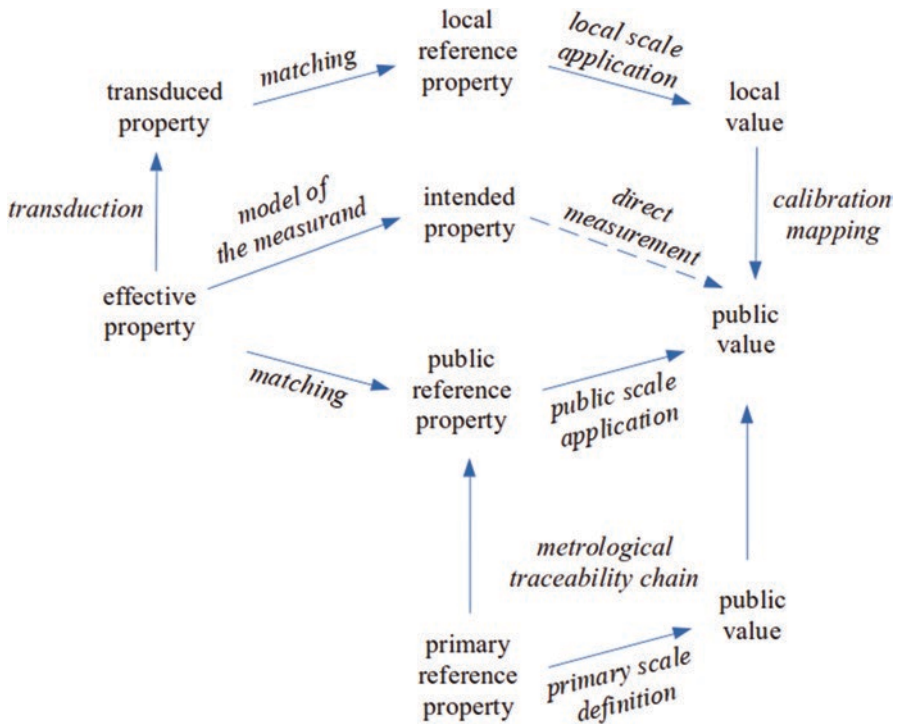 local
reference
property
matching
local scale
application
transduced
property
local
value
transduction
model of
the measurand
intended
property
direct
measurement
calibration
mapping
effective
property
public
value
matching
public
reference
property
public scale
application
metrological
traceability chain
public
value
primary
reference
property
primary scale
definition